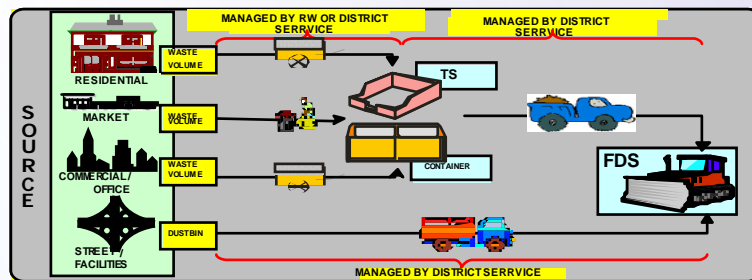 MANAGED BY RW OR DISTRICT
SERRVICE
MANAGED BY DISTRICT
SERRVICE
SOURCE
RESIDENTIAL
WASTE
VOLUME
TS
MARKET
WASTE
VOLUME
COMMERCIAL /
OFFICE
WASTE
VOLUME
CONTAINER
FDS
STREET /
FACILITIES
DUSTBIN
MANAGED BY DISTRICT SERRVICE